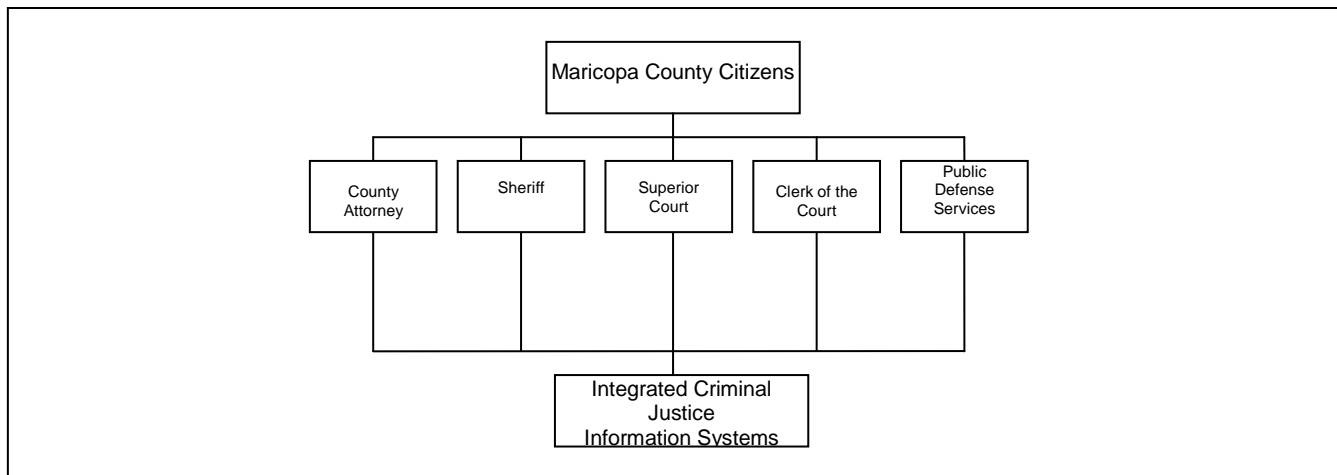 Maricopa County Citizens
County
Attorney
Sheriff
Superior
Court
Clerk of the
Court
Public
Defense
Services
Integrated Criminal
Justice
Information Systems